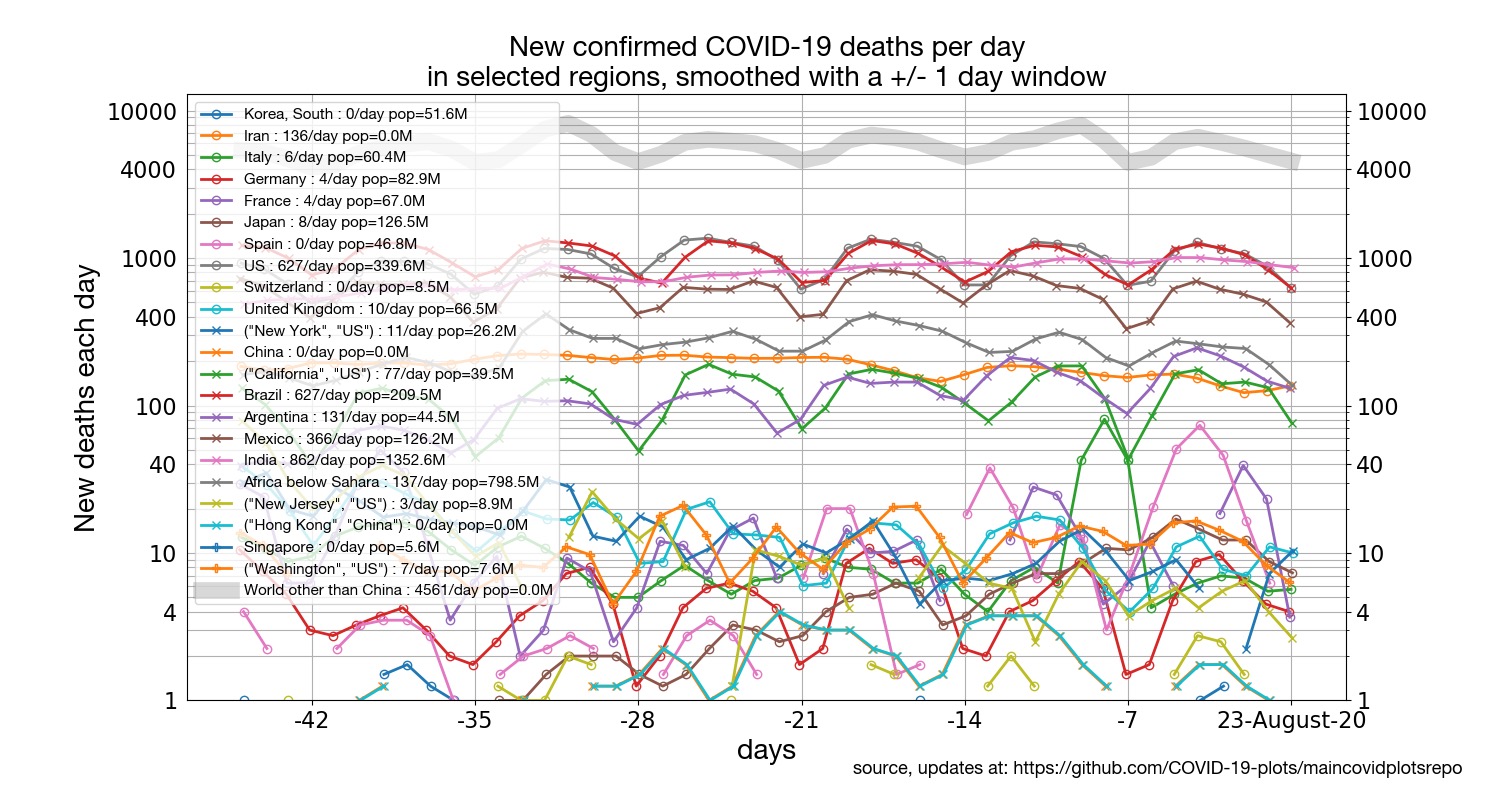 New confirmed COVID-19 deaths per day
in selected regions, smoothed with a +/- 1 day window
10000
4000
1000
400
100
40
10
4
1
New deaths each day
Korea, South : 0/day pop=51.6M
Iran : 136/day pop=0.0M
Italy : 6/day pop=60.4M
Germany : 4/day pop=82.9M
France : 4/day pop=67.0M
Japan : 8/day pop=126.5M
Spain : 0/day pop=46.8M
US : 627/day pop=339.6M
Switzerland : 0/day pop=8.5M
United Kingdom : 10/day pop=66.5M
("New York", "US") : 11/day pop=26.2M
China : 0/day pop=0.0M
("California", "US") : 77/day pop=39.5M
Brazil : 627/day pop=209.5M
Argentina : 131/day pop=44.5M
Mexico : 366/day pop=126.2M
India : 862/day pop=1352.6M
Africa below Sahara : 137/day pop=798.5M
("New Jersey", "US") : 3/day pop=8.9M
("Hong Kong", "China") : 0/day pop=0.0M
Singapore : 0/day pop=5.6M
("Washington", "US") : 7/day pop=7.6M
World other than China : 4561/day pop=0.0M
10000
4000
1000
400
100
40
10
4
1
-42 -35 -28 -21 -14 -7 23-August-20
days
source, updates at: https://github.com/COVID-19-plots/maincovidplotsrepo